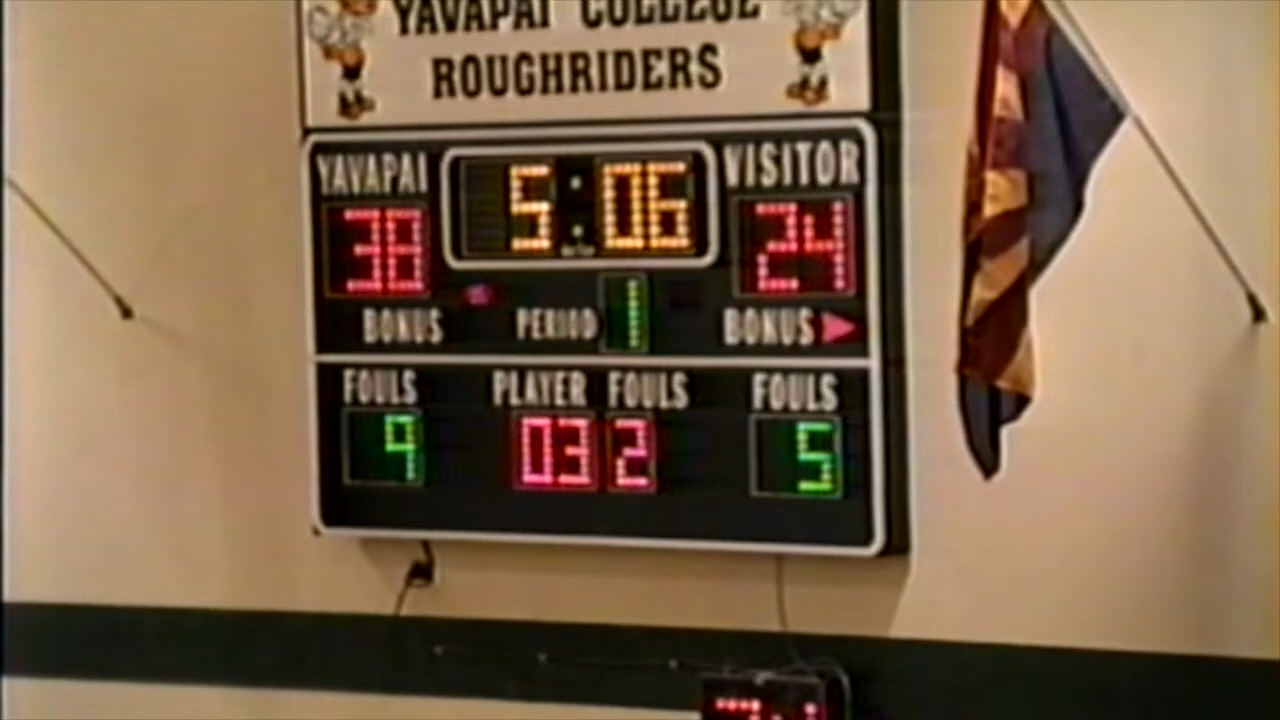 YAVAPAI COLLEGE
ROUGHRIDERS
YAVAPAI 5:06 VISITOR
38 24
BONUS PERIOD 1 BONUS
FOULS PLAYER FOULS FOULS
9 03 2 5